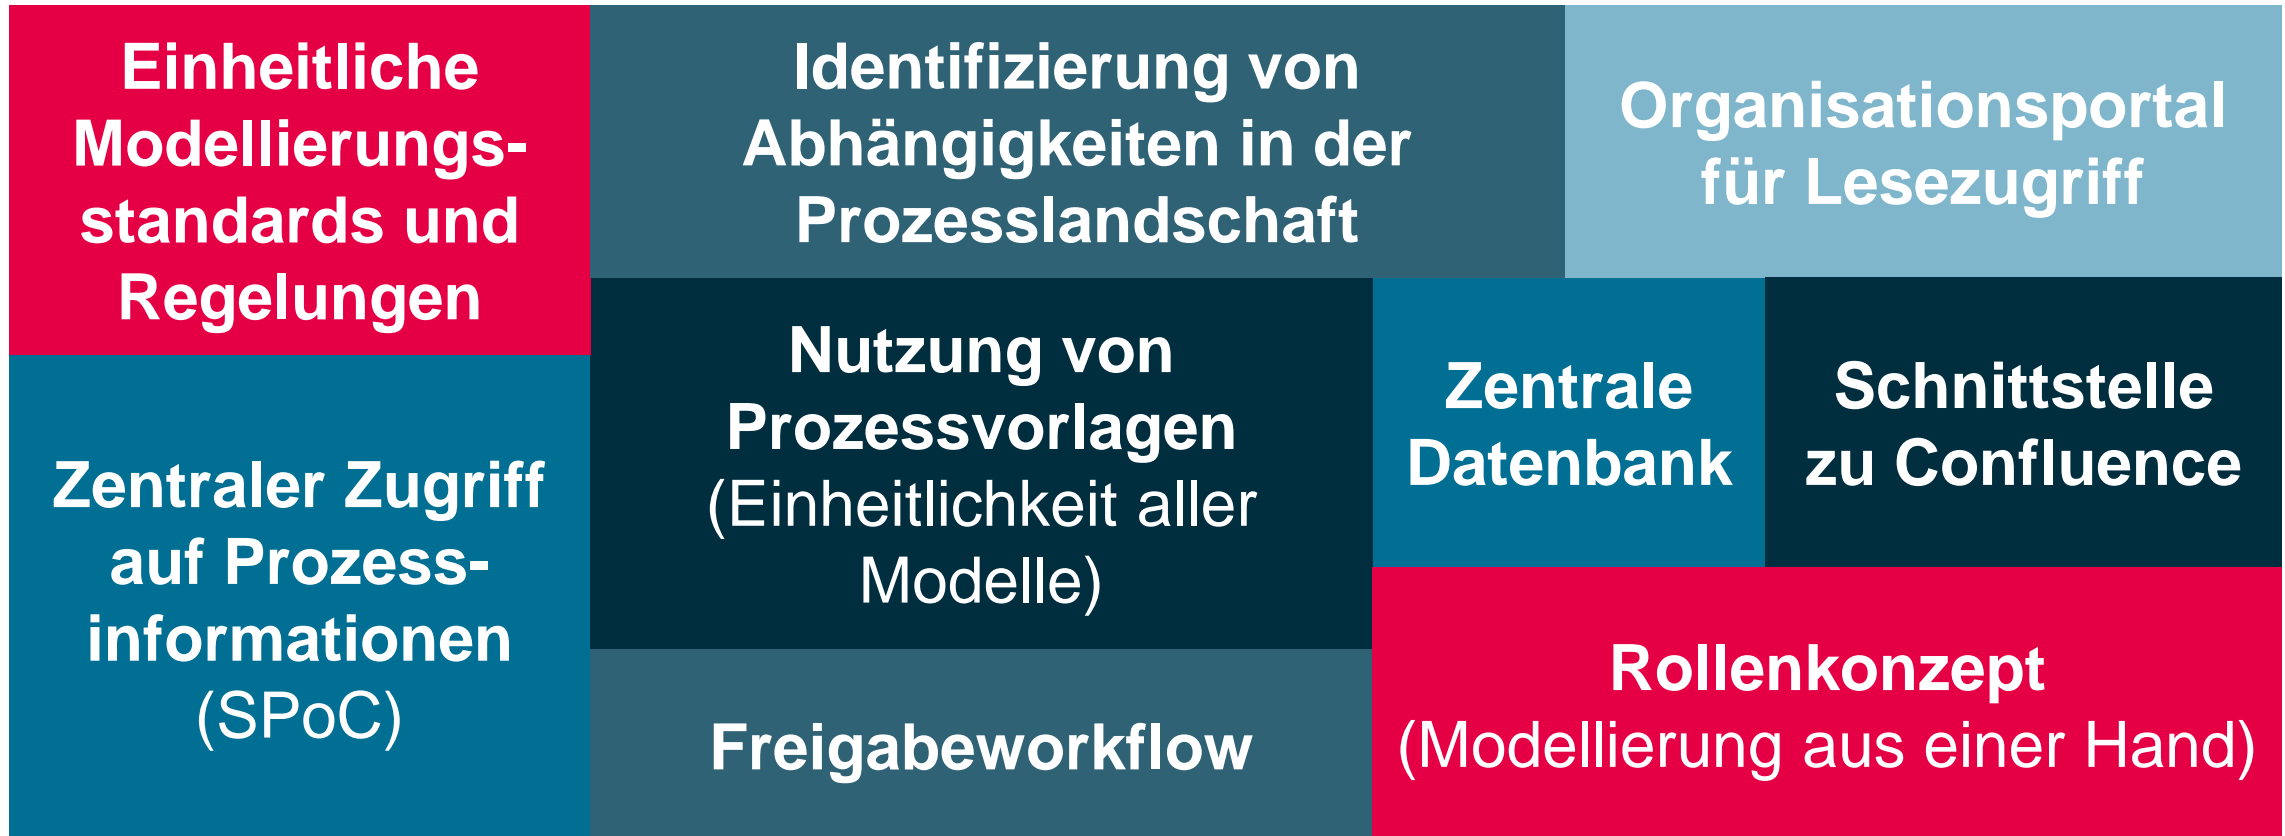 Einheitliche
Modellierungs-
standards und
Regelungen
Identifizierung von
Abhängigkeiten in der
Prozesslandschaft
Organisationsportal
für Lesezugriff
Zentraler Zugriff
auf Prozess-
informationen
(SPoC)
Nutzung von
Prozessvorlagen
(Einheitlichkeit aller
Modelle)
Zentrale
Datenbank
Schnittstelle
zu Confluence
Freigabeworkflow
Rollenkonzept
(Modellierung aus einer Hand)